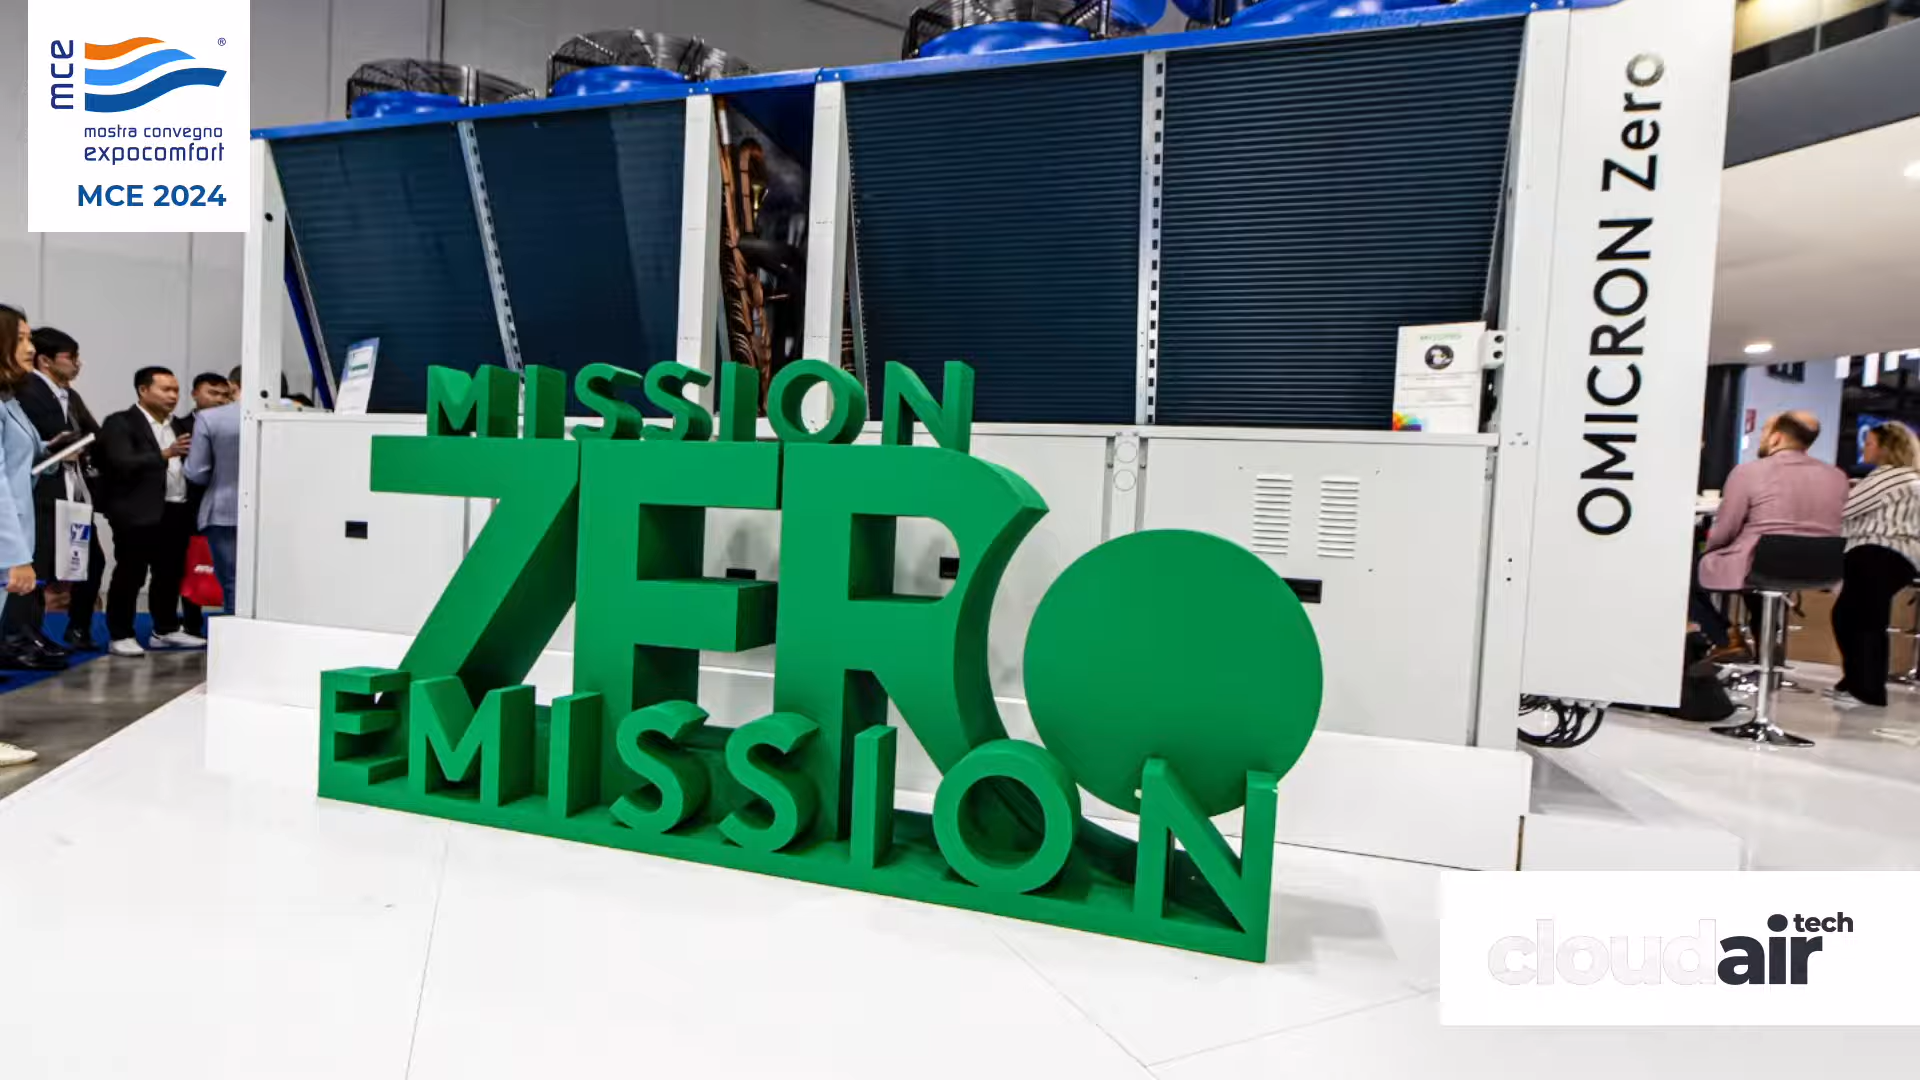 mce
®
mostra convegno
expocomfort
MCE 2024
OMICRON Zero
MISSION
ZERO
EMISSION
cloudair tech